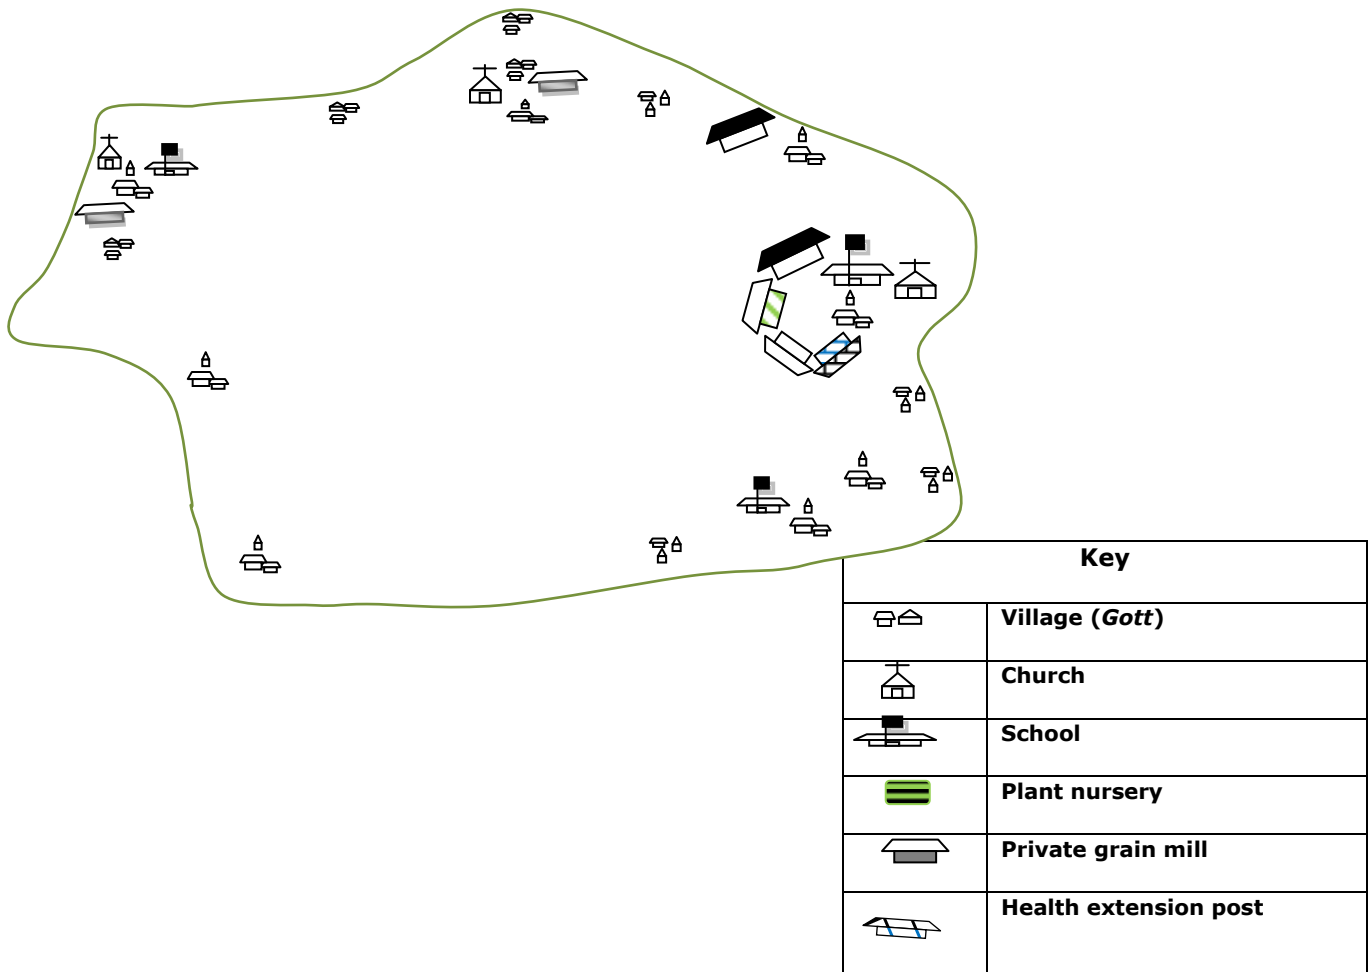 Key
Village (Gott)
Church
School
Plant nursery
Private grain mill
Health extension post